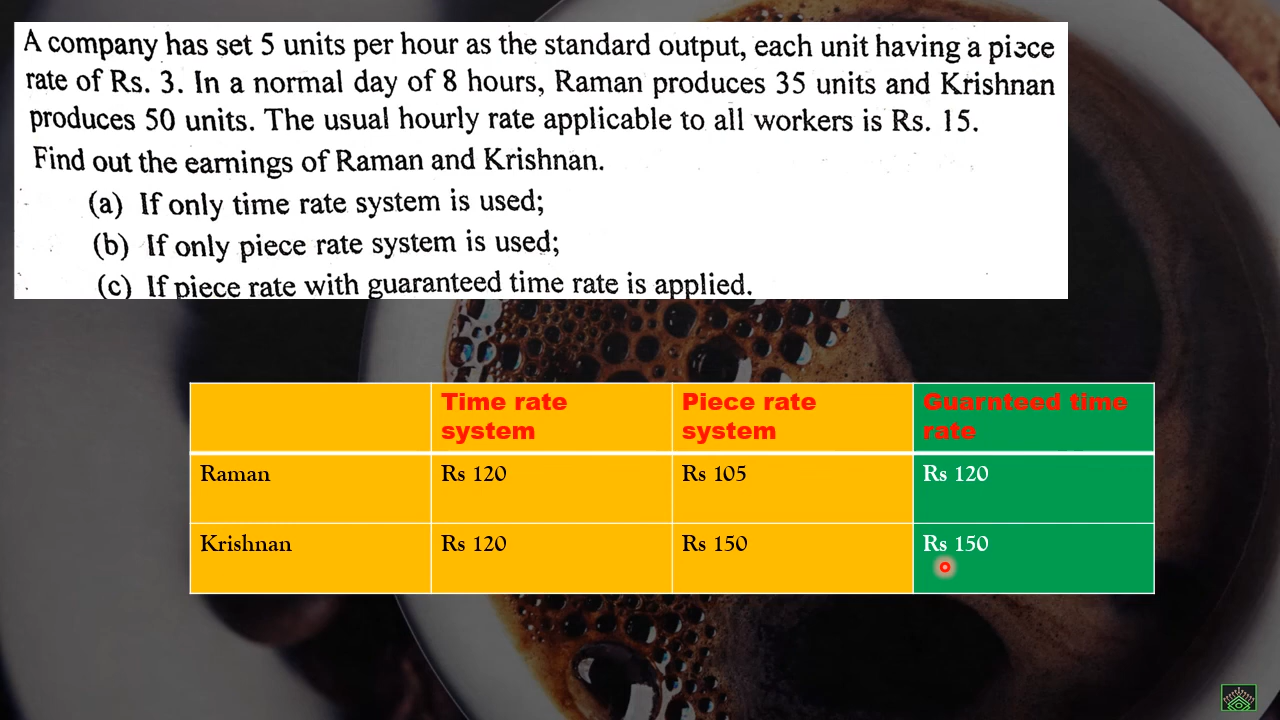 A company has set 5 units per hour as the standard output, each unit having a piece
rate of Rs. 3. In a normal day of 8 hours, Raman produces 35 units and Krishnan
produces 50 units. The usual hourly rate applicable to all workers is Rs. 15.
Find out the earnings of Raman and Krishnan.
(a) If only time rate system is used;
(b) If only piece rate system is used;
(c) If piece rate with guaranteed time rate is applied.
Time rate system Piece rate system Guarnteed time rate
Raman Rs 120 Rs 105 Rs 120
Krishnan Rs 120 Rs 150 Rs 150